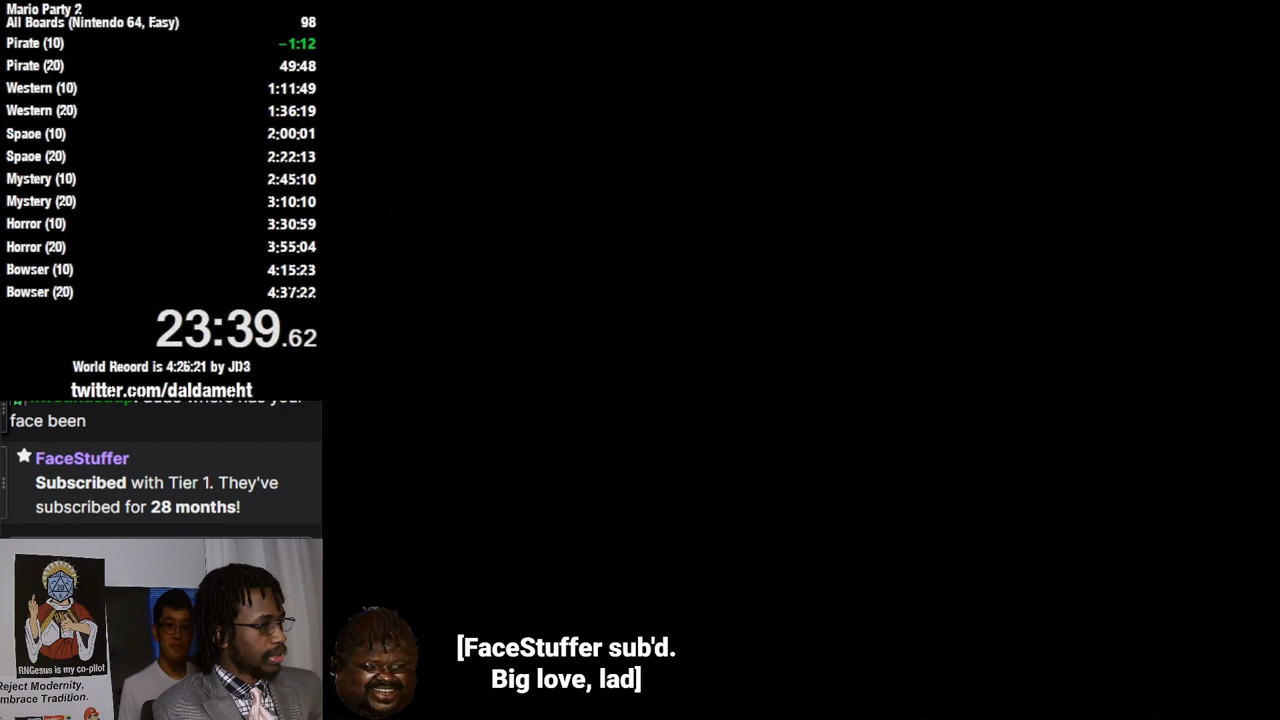 Mario Party 2
All Boards (Nintendo 64, Easy) 98
Pirate (10) −1:12
Pirate (20) 49:48
Western (10) 1:11:49
Western (20) 1:36:19
Space (10) 2:00:01
Space (20) 2:22:13
Mystery (10) 2:45:10
Mystery (20) 3:10:10
Horror (10) 3:30:59
Horror (20) 3:55:04
Bowser (10) 4:15:23
Bowser (20) 4:37:22
23:39.62
World Record is 4:26:21 by JD3
twitter.com/daldameht
face been
FaceStuffer
Subscribed with Tier 1. They've
subscribed for 28 months!
RNGesus is my co-pilot
Reject Modernity,
mbrace Tradition.
[FaceStuffer sub'd.
Big love, lad]